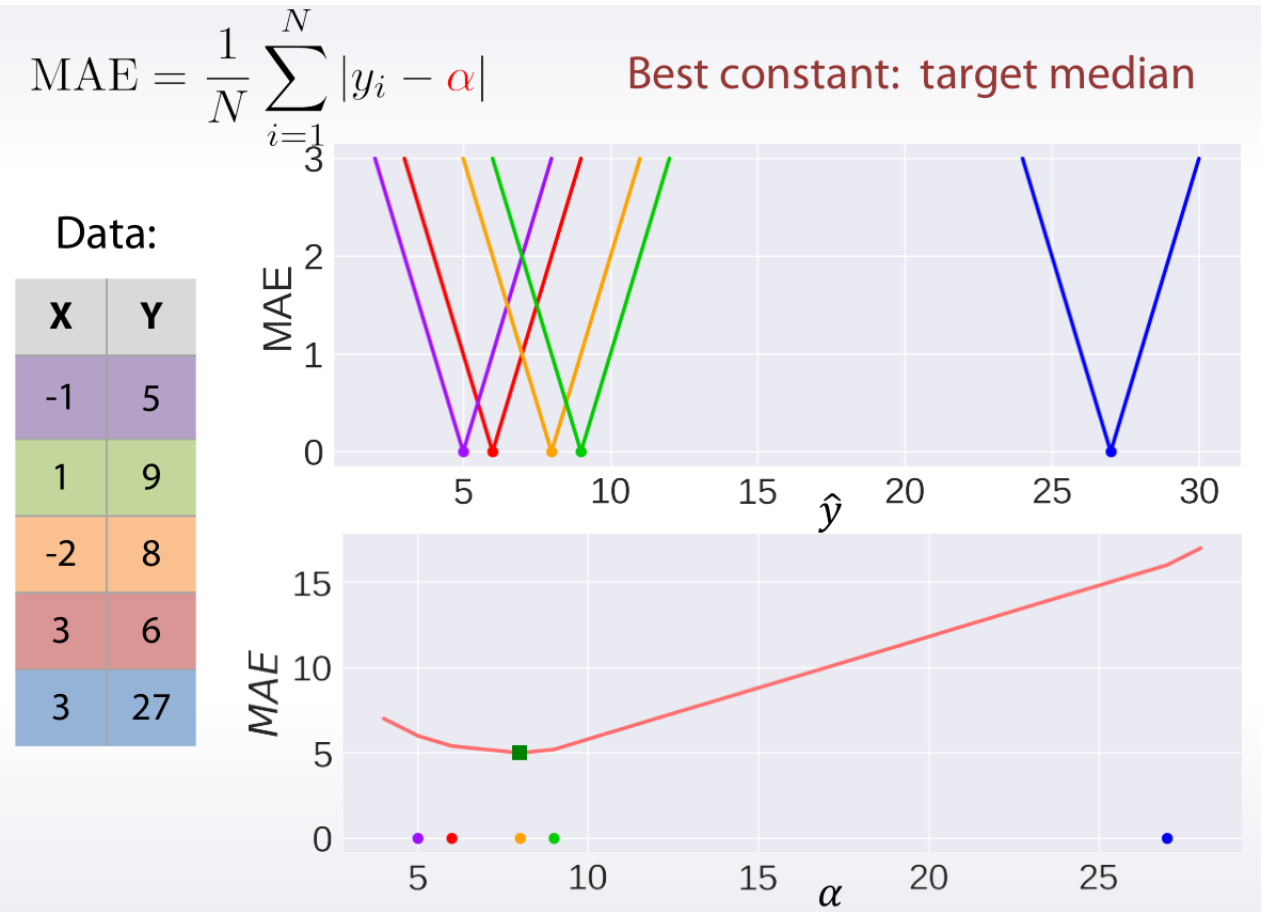 MAE = \frac{1}{N} \sum_{i=1}^{N} |y_i - α|
Best constant: target median
Data:
X Y
-1 5
1 9
-2 8
3 6
3 27
MAE
3
2
1
0
5 10 15 20 25 30
ŷ
MAE
15
10
5
0
5 10 15 20 25
α